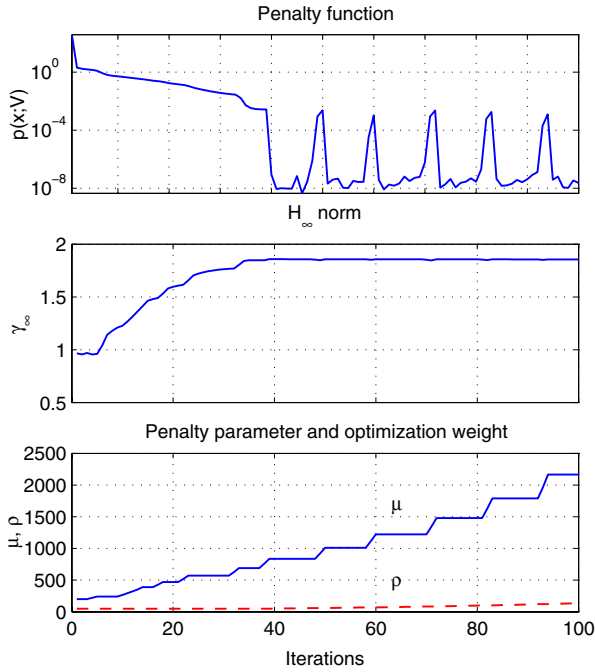 Penalty function
p(x;V)
10^0
10^-4
10^-8
H_∞ norm
γ_∞
2
1.5
1
0.5
Penalty parameter and optimization weight
μ, ρ
2500
2000
1500
1000
500
0
μ
ρ
0 20 40 60 80 100
Iterations